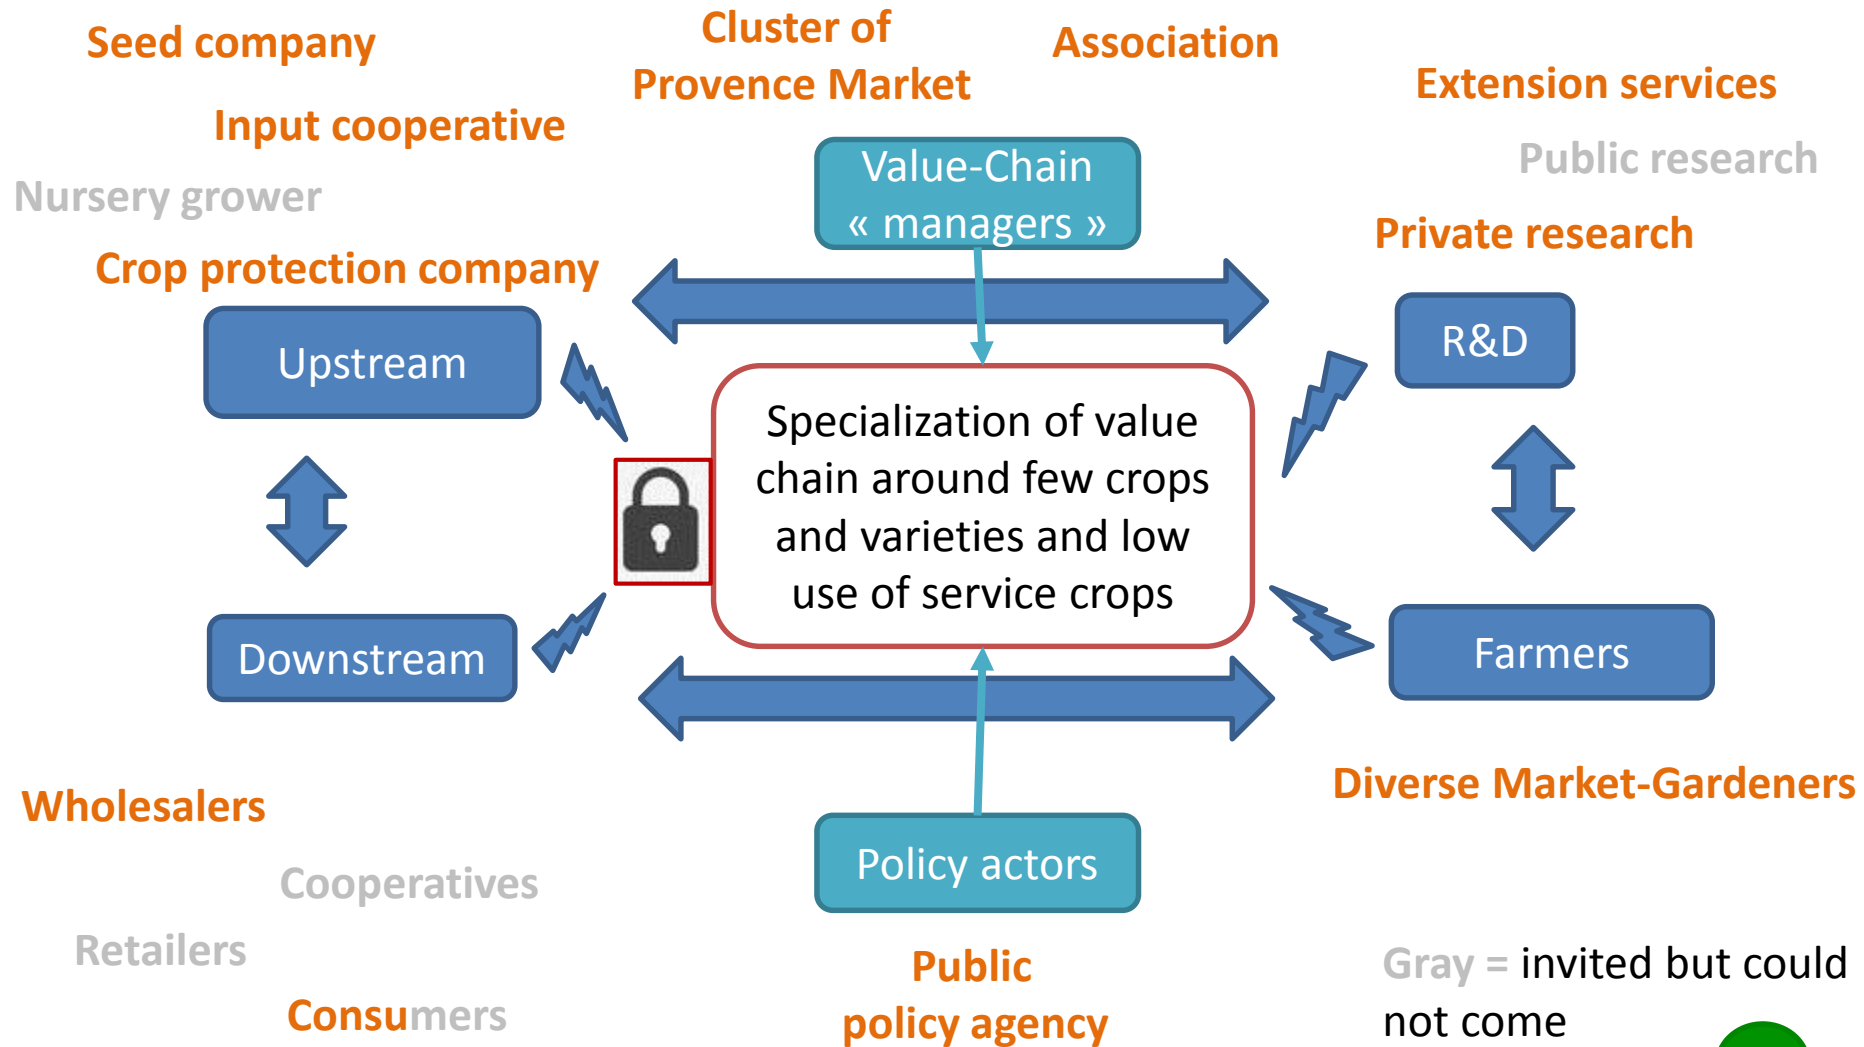 Seed company
Cluster of
Provence Market
Association
Extension services
Input cooperative
Public research
Nursery grower
Value-Chain
« managers »
Private research
Crop protection company
Upstream
R&D
Specialization of value
chain around few crops
and varieties and low
use of service crops
Downstream
Farmers
Wholesalers
Diverse Market-Gardeners
Cooperatives
Policy actors
Retailers
Consumers
Public
policy agency
Gray = invited but could
not come